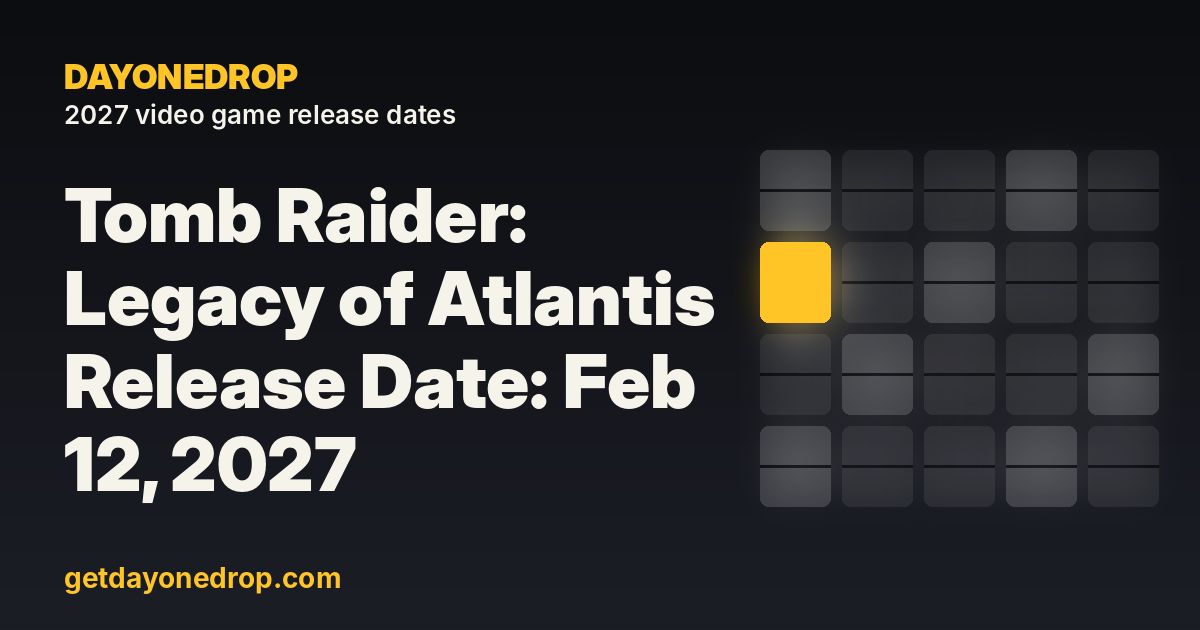 DAYONEDROP
2027 video game release dates
Tomb Raider:
Legacy of Atlantis
Release Date: Feb
12, 2027
getdayonedrop.com